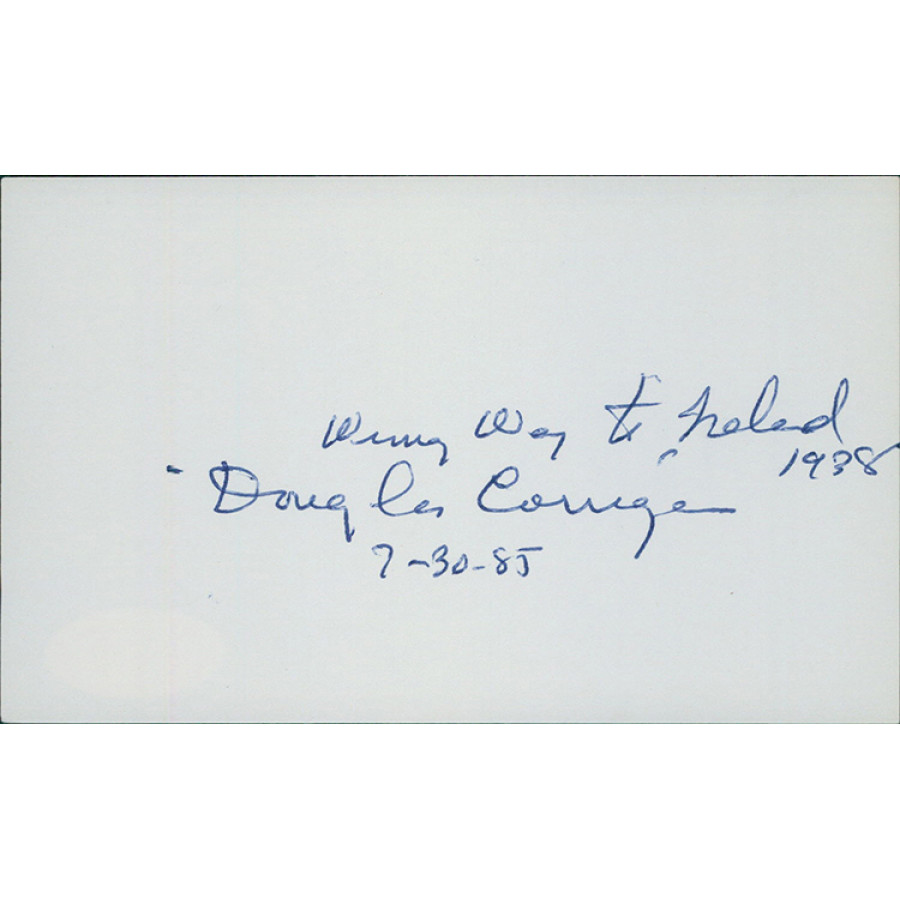 Wrong Way to Ireland
1938
"Douglas Corrigan"
7-30-85